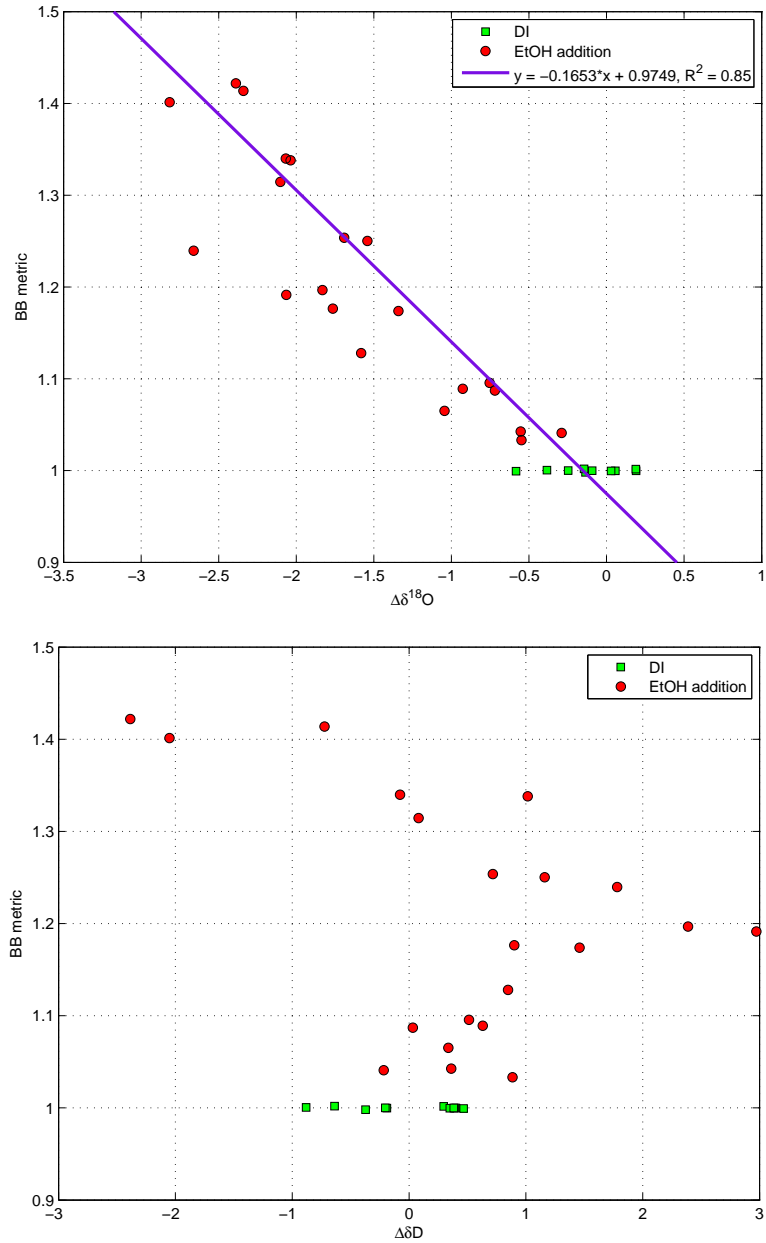 1.5
1.4
1.3
1.2
1.1
1
0.9
BB metric
DI
EtOH addition
y = −0.1653*x + 0.9749, R² = 0.85
−3.5 −3 −2.5 −2 −1.5 −1 −0.5 0 0.5 1
Δδ¹⁸O
1.5
1.4
1.3
1.2
1.1
1
0.9
BB metric
DI
EtOH addition
−3 −2 −1 0 1 2 3
ΔδD